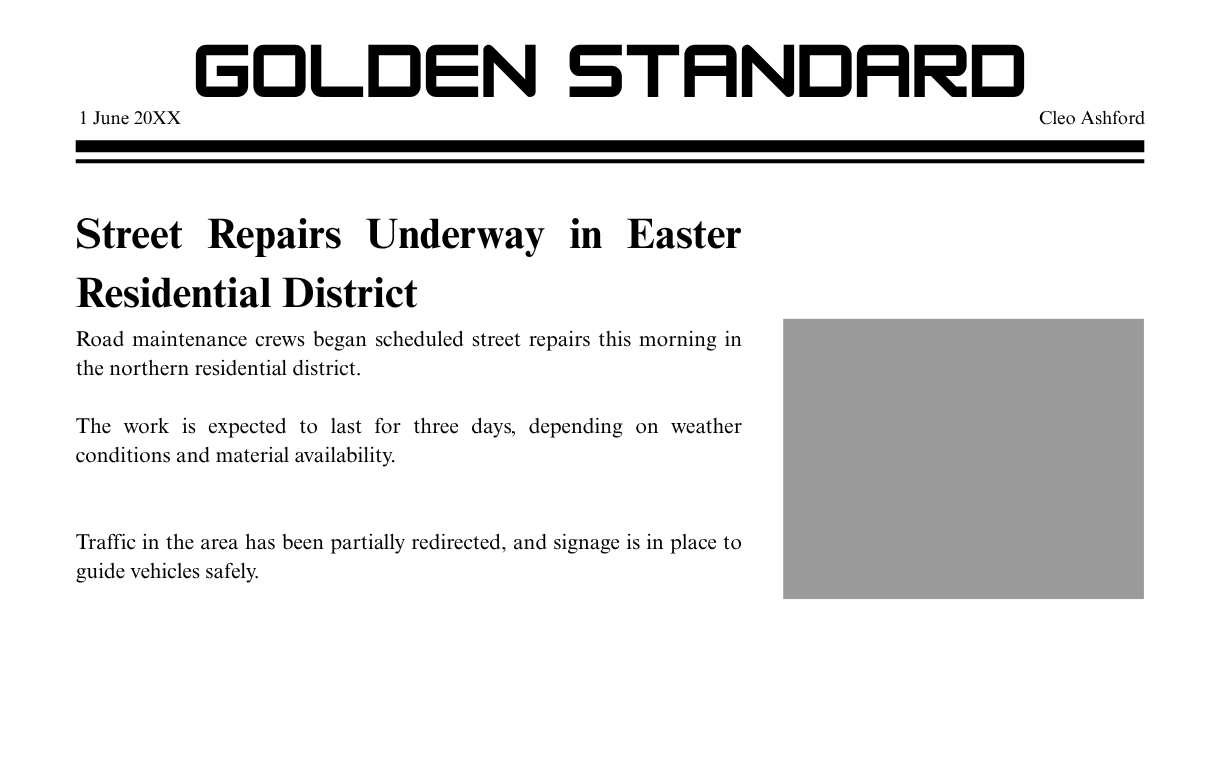 GOLDEN STANDARD
1 June 20XX
Cleo Ashford
Street Repairs Underway in Easter
Residential District
Road maintenance crews began scheduled street repairs this morning in
the northern residential district.
The work is expected to last for three days, depending on weather
conditions and material availability.
Traffic in the area has been partially redirected, and signage is in place to
guide vehicles safely.